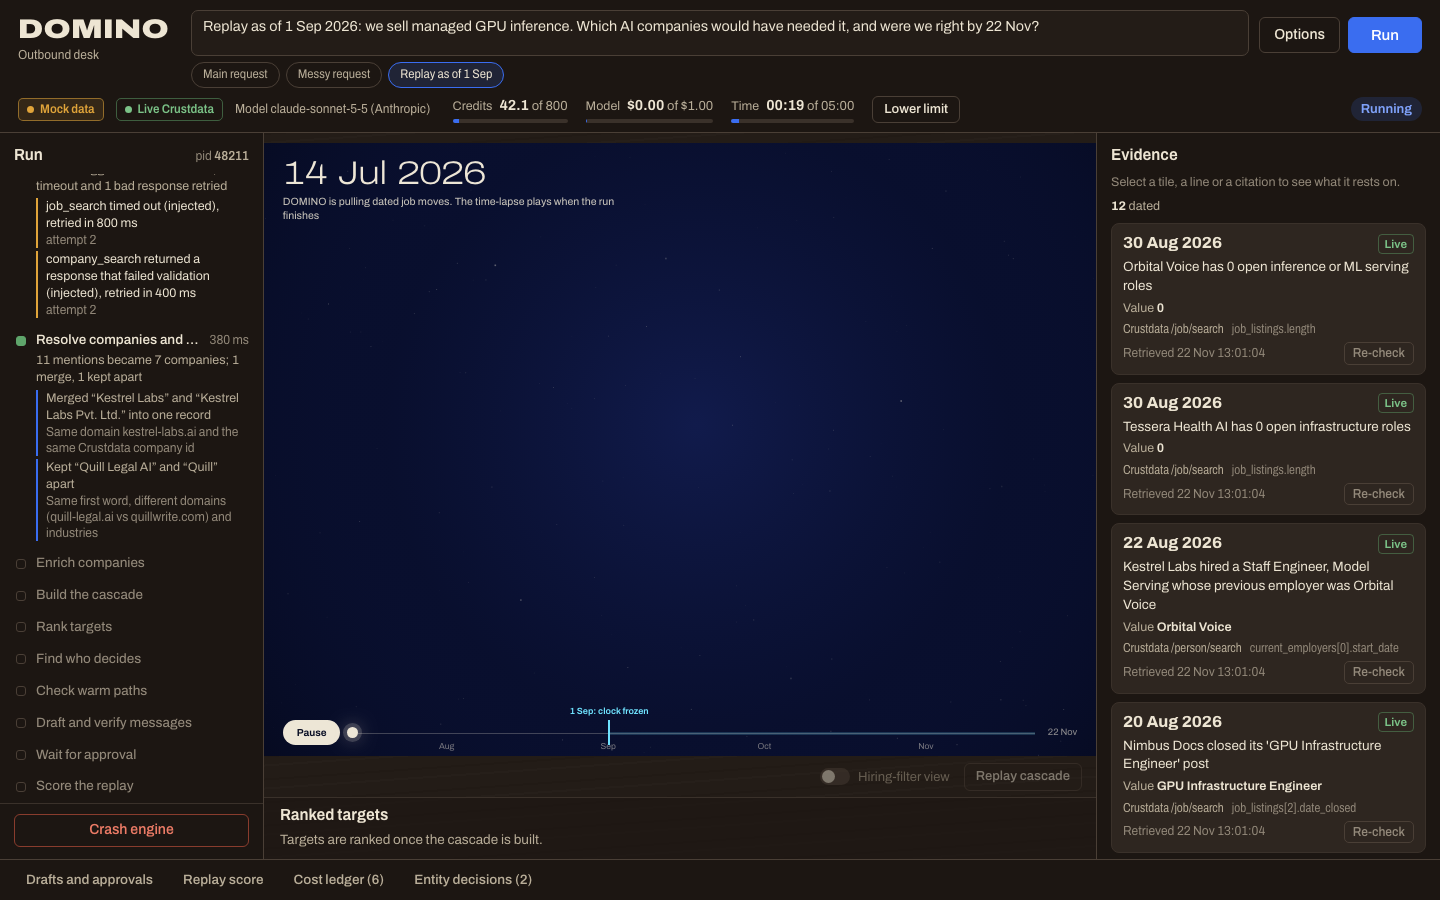 DOMINO
Outbound desk
Replay as of 1 Sep 2026: we sell managed GPU inference. Which AI companies would have needed it, and were we right by 22 Nov?
Options
Run
Main request
Messy request
Replay as of 1 Sep
Mock data
Live Crustdata
Model claude-sonnet-5-5 (Anthropic)
Credits 42.1 of 800
Model $0.00 of $1.00
Time 00:19 of 05:00
Lower limit
Running
Run
pid 48211
timeout and 1 bad response retried
job_search timed out (injected),
retried in 800 ms
attempt 2
company_search returned a
response that failed validation
(injected), retried in 400 ms
attempt 2
Resolve companies and ... 380 ms
11 mentions became 7 companies; 1
merge, 1 kept apart
Merged “Kestrel Labs” and “Kestrel
Labs Pvt. Ltd.” into one record
Same domain kestrel-labs.ai and the
same Crustdata company id
Kept “Quill Legal AI” and “Quill”
apart
Same first word, different domains
(quill-legal.ai vs quillwrite.com) and
industries
Enrich companies
Build the cascade
Rank targets
Find who decides
Check warm paths
Draft and verify messages
Wait for approval
Score the replay
Crash engine
14 Jul 2026
DOMINO is pulling dated job moves. The time-lapse plays when the run
finishes
1 Sep: clock frozen
Pause
22 Nov
Aug
Sep
Oct
Nov
Hiring-filter view
Replay cascade
Ranked targets
Targets are ranked once the cascade is built.
Evidence
Select a tile, a line or a citation to see what it rests on.
12 dated
30 Aug 2026
Live
Orbital Voice has 0 open inference or ML serving
roles
Value 0
Crustdata /job/search job_listings.length
Retrieved 22 Nov 13:01:04
Re-check
30 Aug 2026
Live
Tessera Health AI has 0 open infrastructure roles
Value 0
Crustdata /job/search job_listings.length
Retrieved 22 Nov 13:01:04
Re-check
22 Aug 2026
Live
Kestrel Labs hired a Staff Engineer, Model
Serving whose previous employer was Orbital
Voice
Value Orbital Voice
Crustdata /person/search current_employers[0].start_date
Retrieved 22 Nov 13:01:04
Re-check
20 Aug 2026
Live
Nimbus Docs closed its 'GPU Infrastructure
Engineer' post
Value GPU Infrastructure Engineer
Crustdata /job/search job_listings[2].date_closed
Retrieved 22 Nov 13:01:04
Re-check
Drafts and approvals
Replay score
Cost ledger (6)
Entity decisions (2)